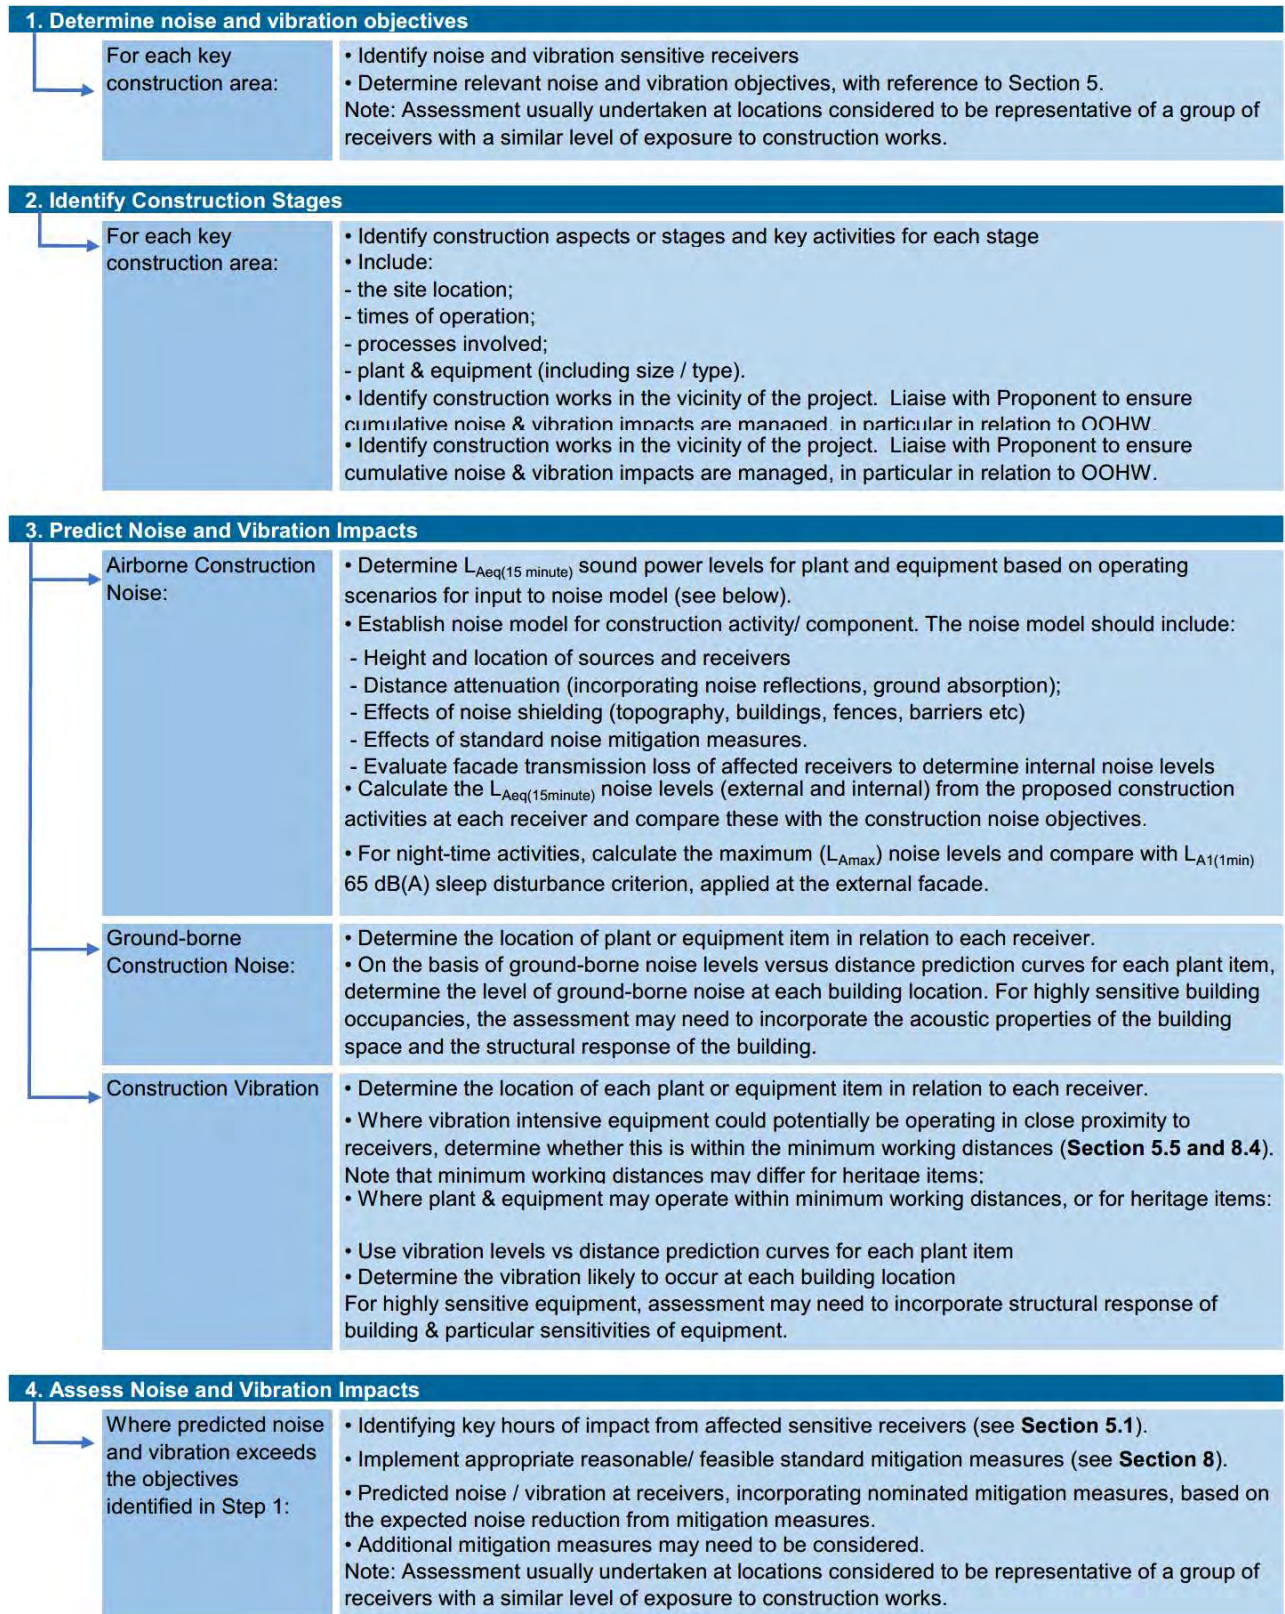 1. Determine noise and vibration objectives
For each key
construction area:
• Identify noise and vibration sensitive receivers
• Determine relevant noise and vibration objectives, with reference to Section 5.
Note: Assessment usually undertaken at locations considered to be representative of a group of
receivers with a similar level of exposure to construction works.
2. Identify Construction Stages
For each key
construction area:
• Identify construction aspects or stages and key activities for each stage
• Include:
- the site location;
- times of operation;
- processes involved;
- plant & equipment (including size / type).
• Identify construction works in the vicinity of the project.  Liaise with Proponent to ensure
cumulative noise & vibration impacts are managed, in particular in relation to OOHW.
• Identify construction works in the vicinity of the project.  Liaise with Proponent to ensure
cumulative noise & vibration impacts are managed, in particular in relation to OOHW.
3. Predict Noise and Vibration Impacts
Airborne Construction
Noise:
• Determine LAeq(15 minute) sound power levels for plant and equipment based on operating
scenarios for input to noise model (see below).
• Establish noise model for construction activity/ component. The noise model should include:
- Height and location of sources and receivers
- Distance attenuation (incorporating noise reflections, ground absorption);
- Effects of noise shielding (topography, buildings, fences, barriers etc)
- Effects of standard noise mitigation measures.
- Evaluate facade transmission loss of affected receivers to determine internal noise levels
• Calculate the LAeq(15minute) noise levels (external and internal) from the proposed construction
activities at each receiver and compare these with the construction noise objectives.
• For night-time activities, calculate the maximum (LAmax) noise levels and compare with LA1(1min)
65 dB(A) sleep disturbance criterion, applied at the external facade.
Ground-borne
Construction Noise:
• Determine the location of plant or equipment item in relation to each receiver.
• On the basis of ground-borne noise levels versus distance prediction curves for each plant item,
determine the level of ground-borne noise at each building location. For highly sensitive building
occupancies, the assessment may need to incorporate the acoustic properties of the building
space and the structural response of the building.
Construction Vibration
• Determine the location of each plant or equipment item in relation to each receiver.
• Where vibration intensive equipment could potentially be operating in close proximity to
receivers, determine whether this is within the minimum working distances (Section 5.5 and 8.4).
Note that minimum working distances may differ for heritage items;
• Where plant & equipment may operate within minimum working distances, or for heritage items:
• Use vibration levels vs distance prediction curves for each plant item
• Determine the vibration likely to occur at each building location
For highly sensitive equipment, assessment may need to incorporate structural response of
building & particular sensitivities of equipment.
4. Assess Noise and Vibration Impacts
Where predicted noise
and vibration exceeds
the objectives
identified in Step 1:
• Identifying key hours of impact from affected sensitive receivers (see Section 5.1).
• Implement appropriate reasonable/ feasible standard mitigation measures (see Section 8).
• Predicted noise / vibration at receivers, incorporating nominated mitigation measures, based on
the expected noise reduction from mitigation measures.
• Additional mitigation measures may need to be considered.
Note: Assessment usually undertaken at locations considered to be representative of a group of
receivers with a similar level of exposure to construction works.